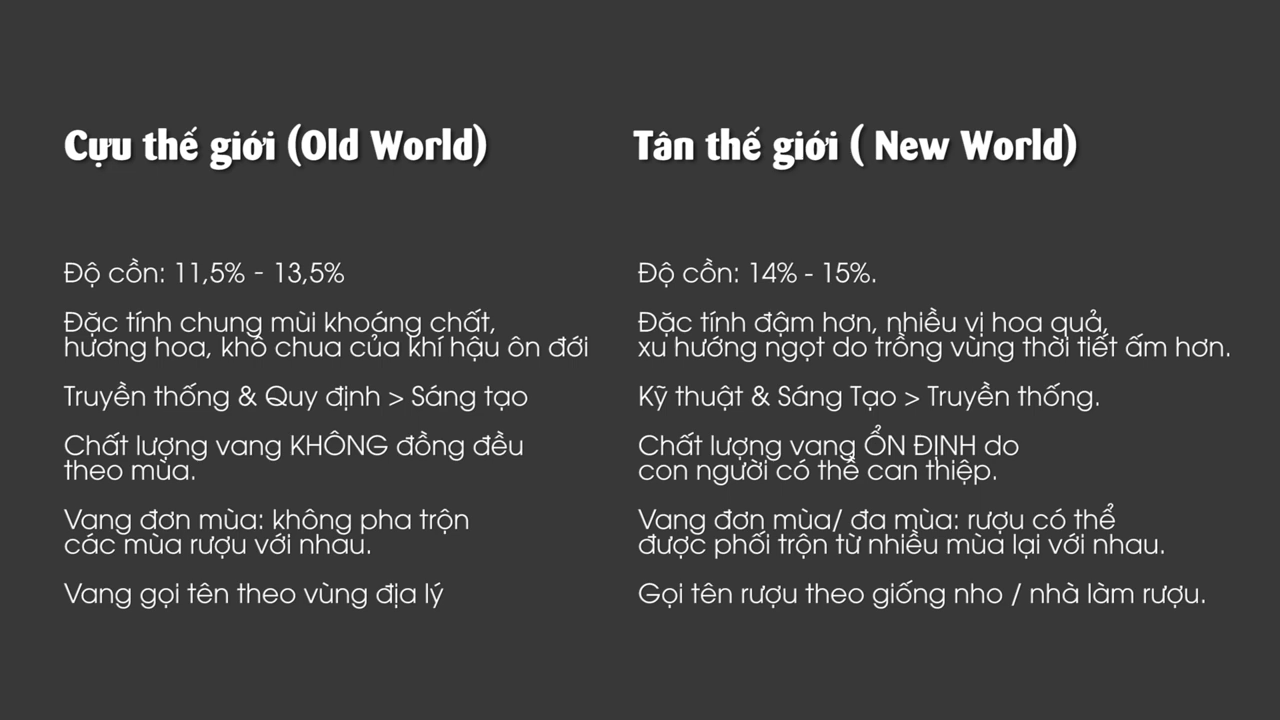 Cựu thế giới (Old World)
Độ cồn: 11,5% - 13,5%
Đặc tính chung mùi khoáng chất,
hương hoa, khô chua của khí hậu ôn đới
Truyền thống & Quy định > Sáng tạo
Chất lượng vang KHÔNG đồng đều
theo mùa.
Vang đơn mùa: không pha trộn
các mùa rượu với nhau.
Vang gọi tên theo vùng địa lý
Tân thế giới ( New World)
Độ cồn: 14% - 15%.
Đặc tính đậm hơn, nhiều vị hoa quả,
xu hướng ngọt do trồng vùng thời tiết ấm hơn.
Kỹ thuật & Sáng Tạo > Truyền thống.
Chất lượng vang ỔN ĐỊNH do
con người có thể can thiệp.
Vang đơn mùa/ đa mùa: rượu có thể
được phối trộn từ nhiều mùa lại với nhau.
Gọi tên rượu theo giống nho / nhà làm rượu.